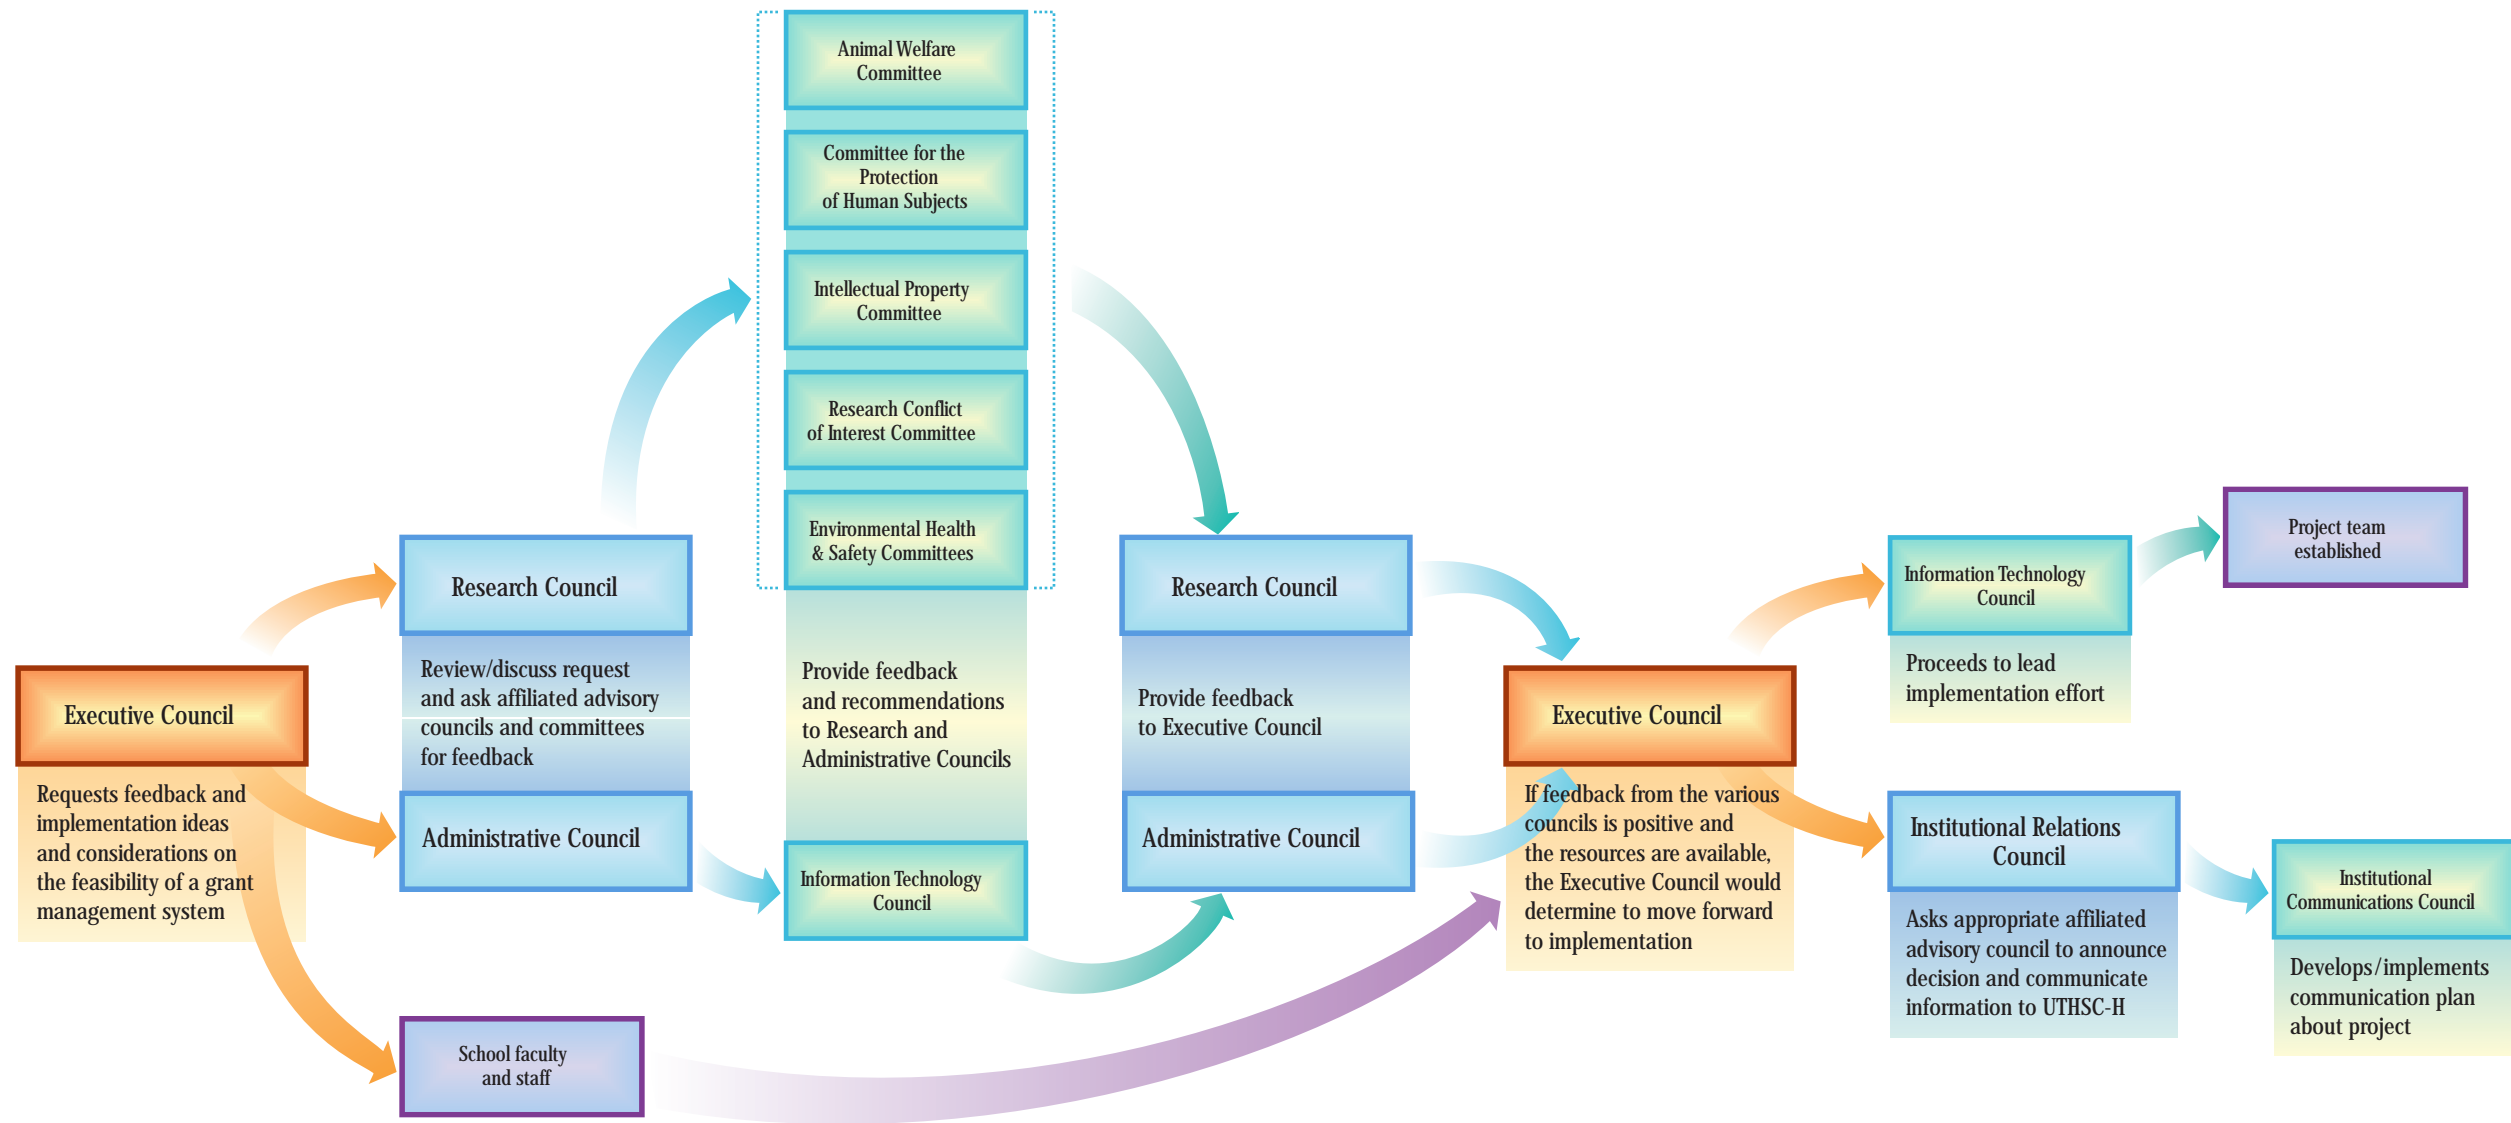 Animal Welfare
Committee
Committee for the
Protection
of Human Subjects
Intellectual Property
Committee
Research Conflict
of Interest Committee
Environmental Health
& Safety Committees
Provide feedback
and recommendations
to Research and
Administrative Councils
Information Technology
Council
Executive Council
Requests feedback and
implementation ideas
and considerations on
the feasibility of a grant
management system
Research Council
Review/discuss request
and ask affiliated advisory
councils and committees
for feedback
Administrative Council
School faculty
and staff
Research Council
Provide feedback
to Executive Council
Administrative Council
Executive Council
If feedback from the various
councils is positive and
the resources are available,
the Executive Council would
determine to move forward
to implementation
Information Technology
Council
Proceeds to lead
implementation effort
Project team
established
Institutional Relations
Council
Asks appropriate affiliated
advisory council to announce
decision and communicate
information to UTHSC-H
Institutional
Communications Council
Develops/implements
communication plan
about project